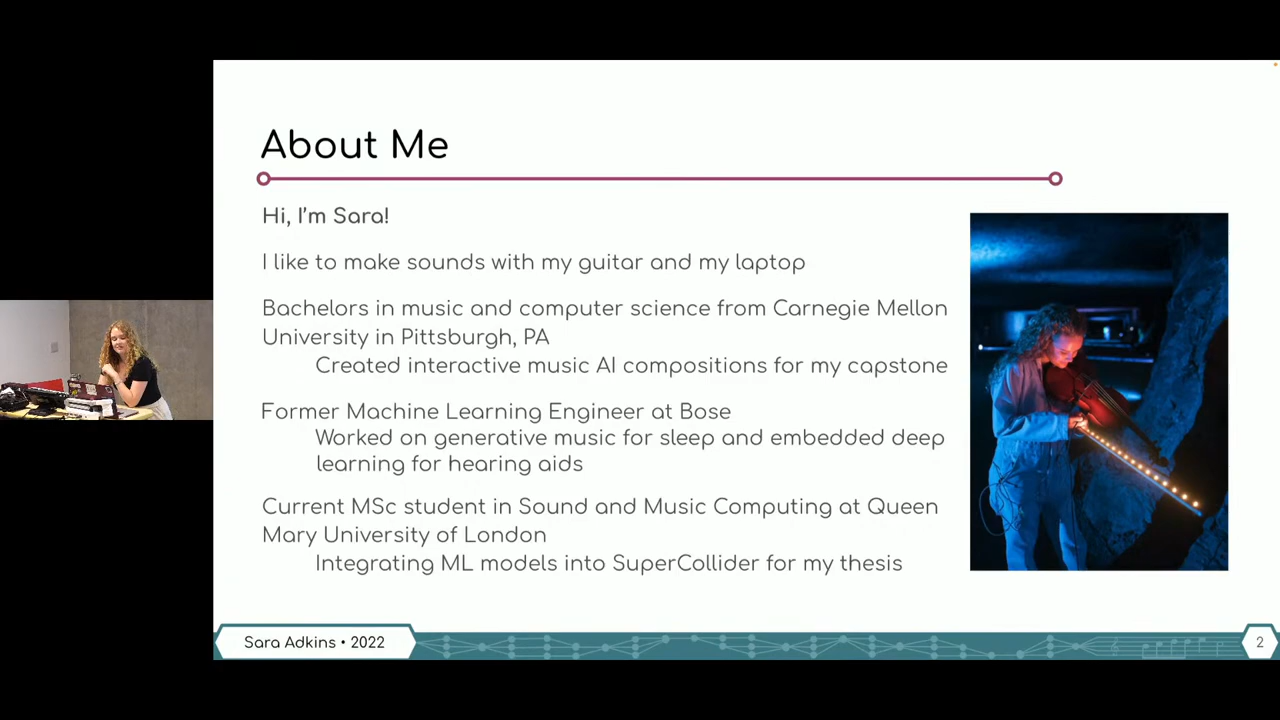 About Me
Hi, I'm Sara!
I like to make sounds with my guitar and my laptop
Bachelors in music and computer science from Carnegie Mellon
University in Pittsburgh, PA
Created interactive music AI compositions for my capstone
Former Machine Learning Engineer at Bose
Worked on generative music for sleep and embedded deep
learning for hearing aids
Current MSc student in Sound and Music Computing at Queen
Mary University of London
Integrating ML models into SuperCollider for my thesis
Sara Adkins • 2022
2